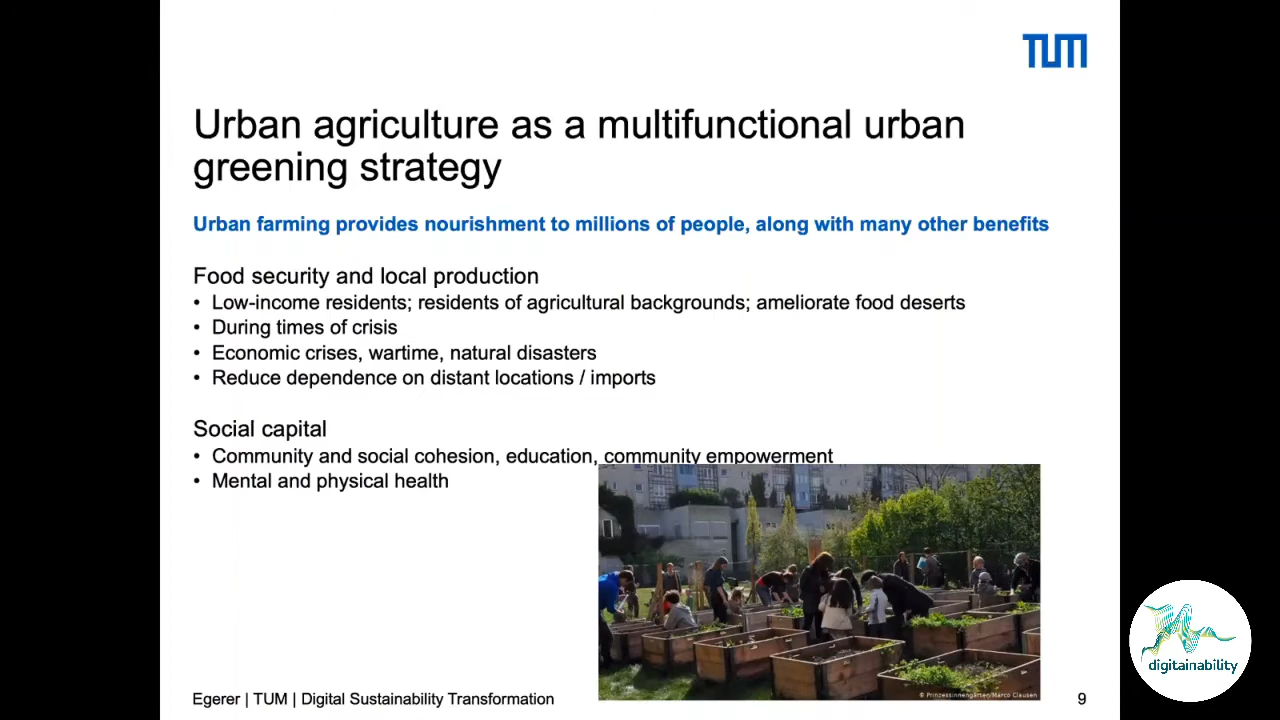 TUM
Urban agriculture as a multifunctional urban
greening strategy
Urban farming provides nourishment to millions of people, along with many other benefits
Food security and local production
• Low-income residents; residents of agricultural backgrounds; ameliorate food deserts
• During times of crisis
• Economic crises, wartime, natural disasters
• Reduce dependence on distant locations / imports
Social capital
• Community and social cohesion, education, community empowerment
• Mental and physical health
© Prinzessinnengärten/Marco Clausen
digitainability
Egerer | TUM | Digital Sustainability Transformation
9